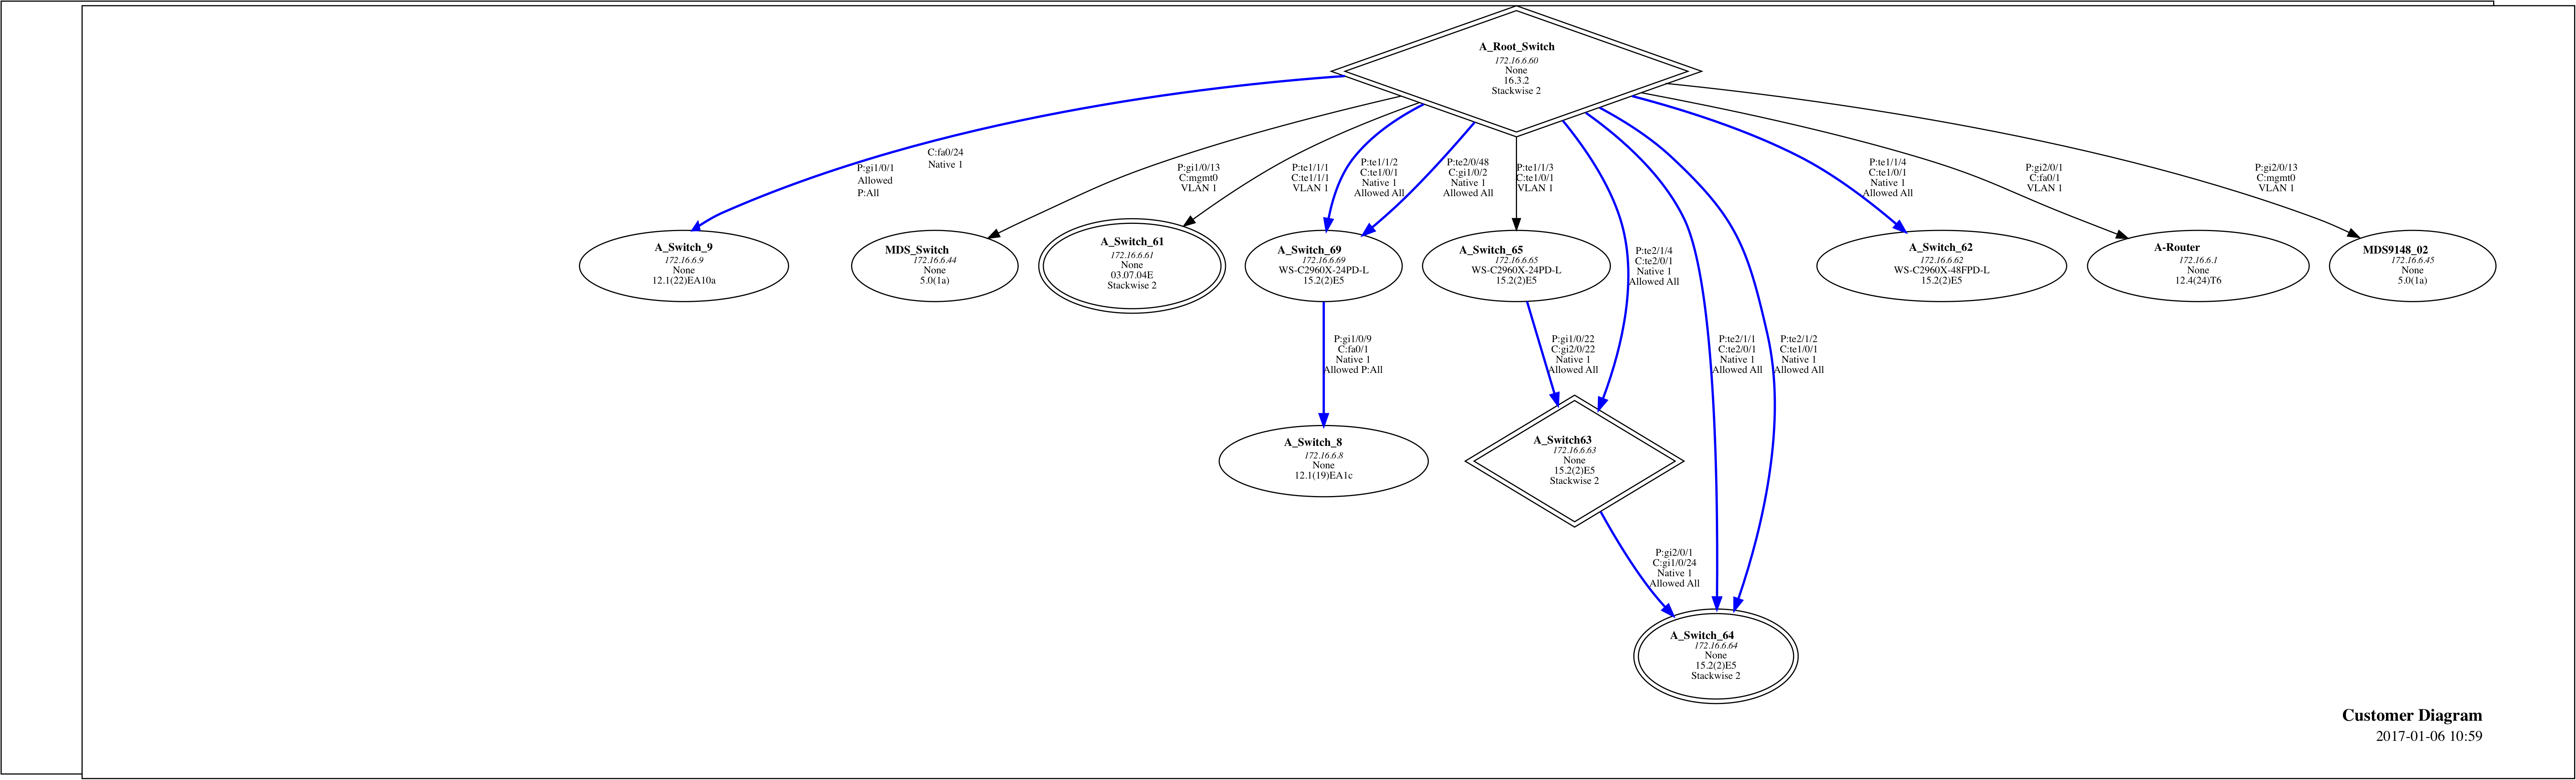 A_Root_Switch
172.16.6.60
None
16.3.2
Stackwise 2
C:fa0/24
Native 1
P:gi1/0/1
Allowed
P:All
P:gi1/0/13
C:mgmt0
VLAN 1
P:te1/1/1
C:te1/1/1
VLAN 1
P:te1/1/2
C:te1/0/1
Native 1
Allowed All
P:te2/0/48
C:gi1/0/2
Native 1
Allowed All
P:te1/1/3
C:te1/0/1
VLAN 1
P:te1/1/4
C:te1/0/1
Native 1
Allowed All
P:gi2/0/1
C:fa0/1
VLAN 1
P:gi2/0/13
C:mgmt0
VLAN 1
A_Switch_9
172.16.6.9
None
12.1(22)EA10a
MDS_Switch
172.16.6.44
None
5.0(1a)
A_Switch_61
172.16.6.61
None
03.07.04E
Stackwise 2
A_Switch_69
172.16.6.69
WS-C2960X-24PD-L
15.2(2)E5
A_Switch_65
172.16.6.65
WS-C2960X-24PD-L
15.2(2)E5
P:te2/1/4
C:te2/0/1
Native 1
Allowed All
A_Switch_62
172.16.6.62
WS-C2960X-48FPD-L
15.2(2)E5
A-Router
172.16.6.1
None
12.4(24)T6
MDS9148_02
172.16.6.45
None
5.0(1a)
P:gi1/0/9
C:fa0/1
Native 1
Allowed P:All
P:gi1/0/22
C:gi2/0/22
Native 1
Allowed All
P:te2/1/1
C:te2/0/1
Native 1
Allowed All
P:te2/1/2
C:te1/0/1
Native 1
Allowed All
A_Switch_8
172.16.6.8
None
12.1(19)EA1c
A_Switch63
172.16.6.63
None
15.2(2)E5
Stackwise 2
P:gi2/0/1
C:gi1/0/24
Native 1
Allowed All
A_Switch_64
172.16.6.64
None
15.2(2)E5
Stackwise 2
Customer Diagram
2017-01-06 10:59